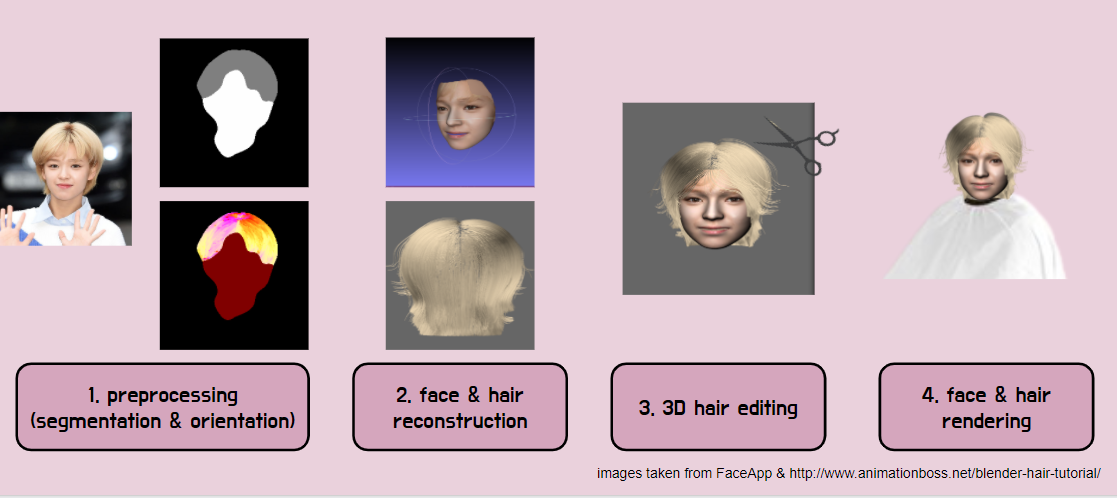 1. preprocessing
(segmentation & orientation)
2. face & hair
reconstruction
3. 3D hair editing
4. face & hair
rendering
images taken from FaceApp & http://www.animationboss.net/blender-hair-tutorial/